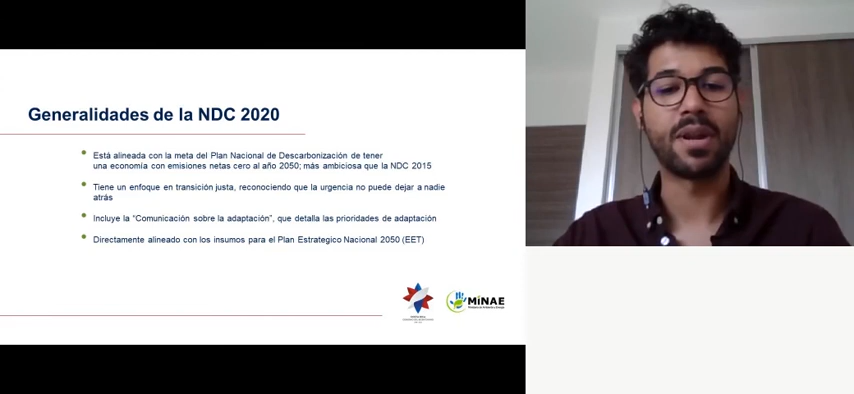 Generalidades de la NDC 2020
Está alineada con la meta del Plan Nacional de Descarbonización de tener
una economía con emisiones netas cero al año 2050; más ambiciosa que la NDC 2015
Tiene un enfoque en transición justa, reconociendo que la urgencia no puede dejar a nadie
atrás
Incluye la “Comunicación sobre la adaptación”, que detalla las prioridades de adaptación
Directamente alineado con los insumos para el Plan Estrategico Nacional 2050 (EET)
MiNAE